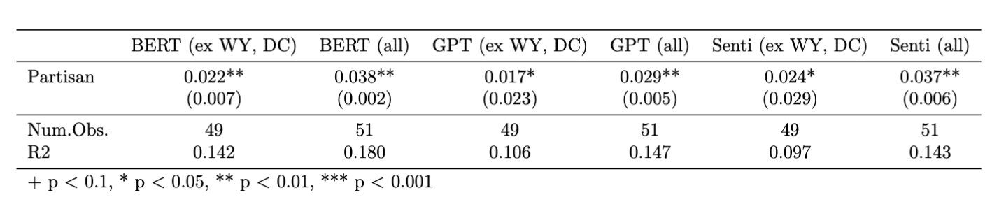 BERT (ex WY, DC) BERT (all) GPT (ex WY, DC) GPT (all) Senti (ex WY, DC) Senti (all)
Partisan 0.022** 0.038** 0.017* 0.029** 0.024* 0.037**
(0.007) (0.002) (0.023) (0.005) (0.029) (0.006)
Num.Obs. 49 51 49 51 49 51
R2 0.142 0.180 0.106 0.147 0.097 0.143
+ p < 0.1, * p < 0.05, ** p < 0.01, *** p < 0.001